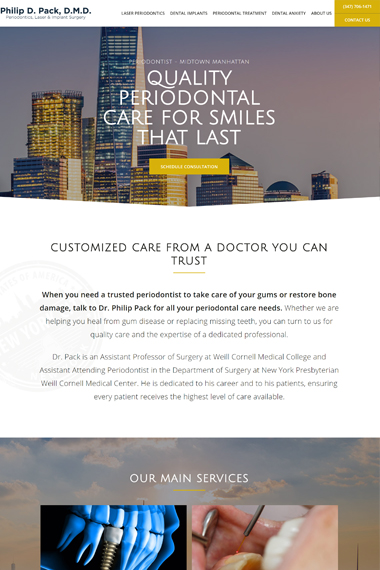 Philip D. Pack, D.M.D.
Periodontics, Laser & Implant Surgery
LASER PERIODONTICS DENTAL IMPLANTS PERIODONTAL TREATMENT DENTAL ANXIETY ABOUT US
CONTACT US
PERIODONTIST - MIDTOWN MANHATTAN
QUALITY
PERIODONTAL
CARE FOR SMILES
THAT LAST
SCHEDULE CONSULTATION
CUSTOMIZED CARE FROM A DOCTOR YOU CAN
TRUST
When you need a trusted periodontist to take care of your gums or restore bone
damage, talk to Dr. Philip Pack for all your periodontal care needs. Whether we are
helping you heal from gum disease or replacing missing teeth, you can turn to us for
quality care and the expertise of a dedicated professional.
Dr. Pack is an Assistant Professor of Surgery at Weill Cornell Medical College and
Assistant Attending Periodontist in the Department of Surgery at New York Presbyterian
Weill Cornell Medical Center. He is dedicated to his career and to his patients, ensuring
every patient receives the highest level of care available.
OUR MAIN SERVICES